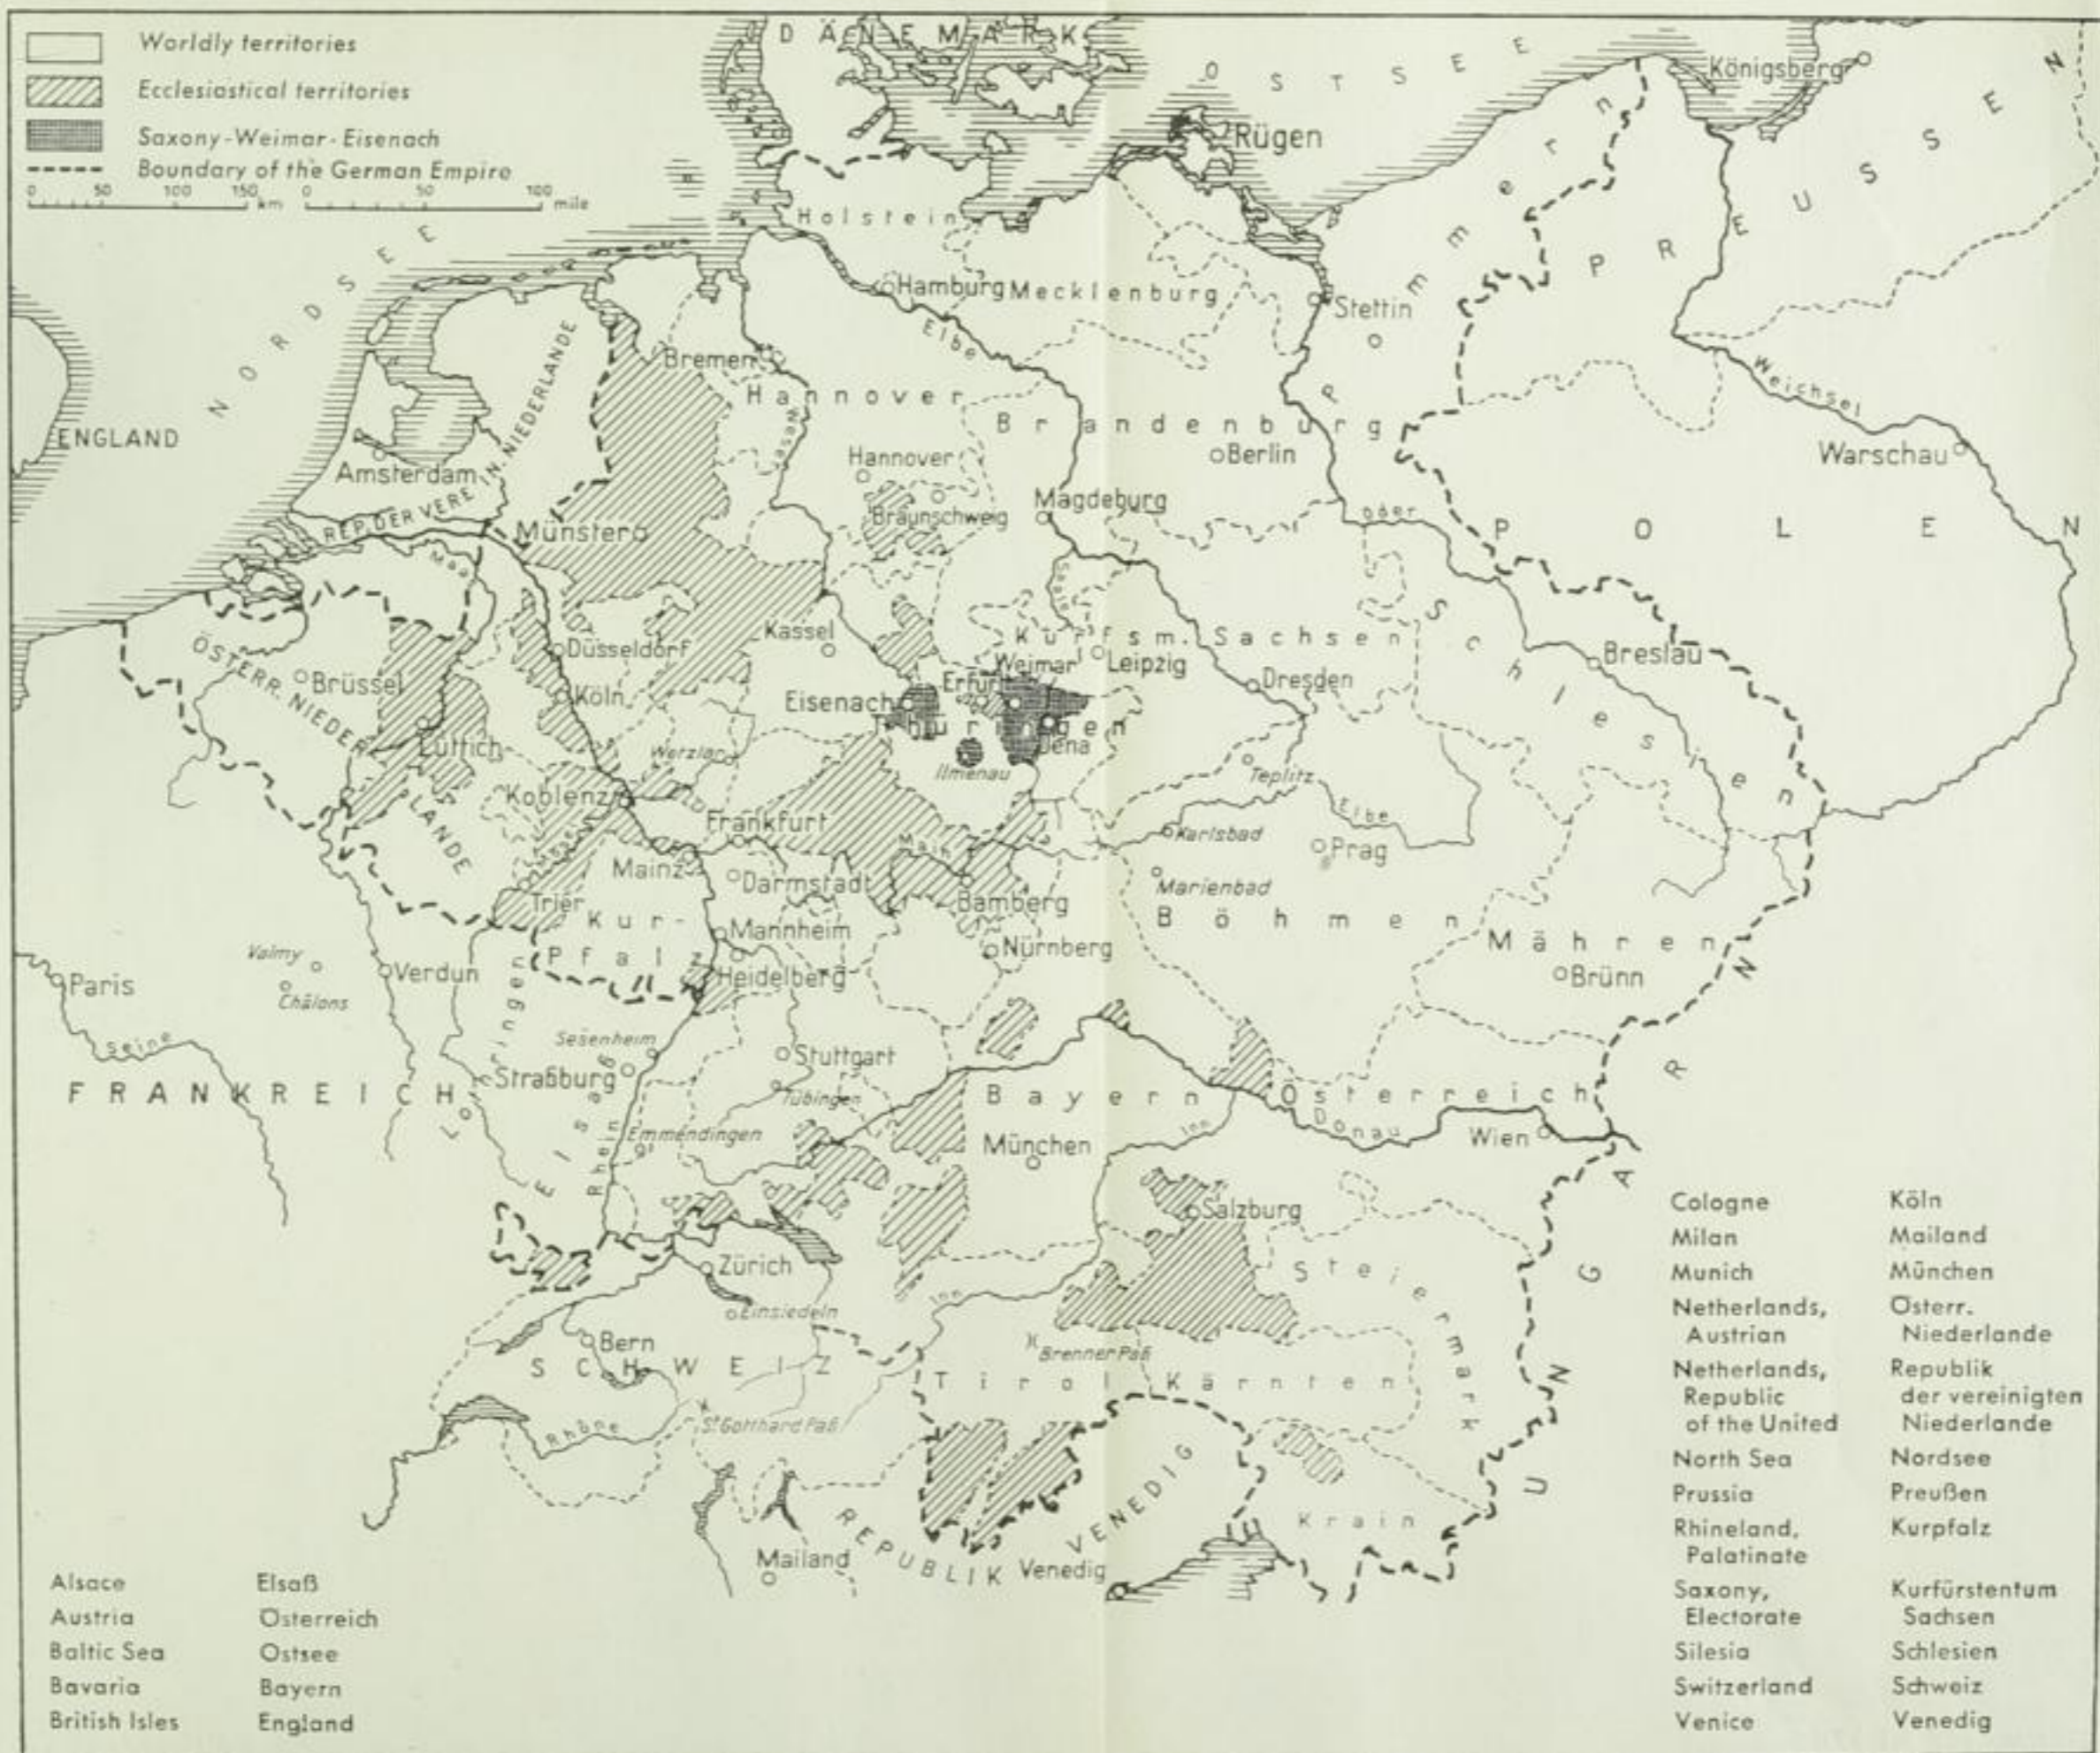 Worldly territories
Ecclesiastical territories
Saxony-Weimar-Eisenach
Boundary of the German Empire
0 50 100 150 km 0 50 100 mile
DÄNEMARK
OSTSEE
Königsberg
Rügen
PREUSSEN
Pommern
NORDSEE
Holstein
Hamburg
Mecklenburg
Stettin
Elbe
Bremen
Hannover
Weichsel
ENGLAND
Brandenburg
Amsterdam
Hannover
Weser
Berlin
Warschau
REP. DER VEREIN. NIEDERLANDE
Magdeburg
Braunschweig
Oder
POLEN
Münster
Maas
Saale
Düsseldorf
Kassel
Kurfsm. Sachsen
Schlesien
Breslau
ÖSTERR. NIEDERLANDE
Brüssel
Köln
Weimar
Leipzig
Erfurt
Dresden
Eisenach
Thüringen
Jena
Lüttich
Wetzlar
Ilmenau
Teplitz
Koblenz
Frankfurt
Elbe
Main
Karlsbad
Prag
Mosel
Mainz
Darmstadt
Marienbad
Trier
Bamberg
Kur-
Pfalz
Böhmen
Mannheim
Nürnberg
Mähren
Valmy
Verdun
Heidelberg
Brünn
Paris
Châlons
Seine
Lothringen
Sesenheim
Stuttgart
Straßburg
FRANKREICH
Tübingen
Bayern
Österreich
Elsaß
Rhein
Emmendingen
München
Inn
Donau
Wien
UNGARN
Salzburg
Zürich
Steiermark
Einsiedeln
Inn
Bern
SCHWEIZ
Brenner Paß
Tirol
Kärnten
Rhône
St. Gotthard Paß
REPUBLIK VENEDIG
Krain
Mailand
Venedig
Alsace Elsaß
Austria Österreich
Baltic Sea Ostsee
Bavaria Bayern
British Isles England
Cologne Köln
Milan Mailand
Munich München
Netherlands, Österr.
Austrian Niederlande
Netherlands, Republik
Republic der vereinigten
of the United Niederlande
North Sea Nordsee
Prussia Preußen
Rhineland, Kurpfalz
Palatinate
Saxony, Kurfürstentum
Electorate Sachsen
Silesia Schlesien
Switzerland Schweiz
Venice Venedig